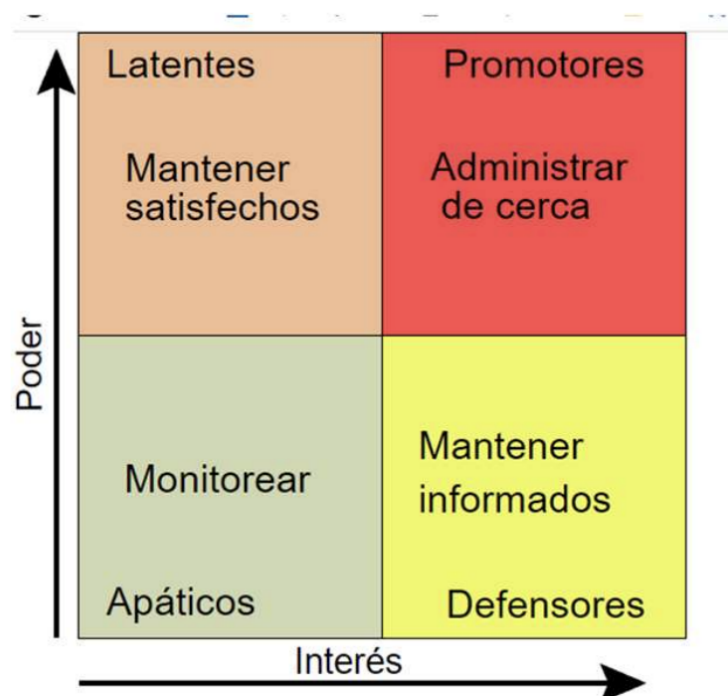 Latentes
Promotores
Mantener
satisfechos
Administrar
de cerca
Poder
Monitorear
Mantener
informados
Apáticos
Defensores
Interés